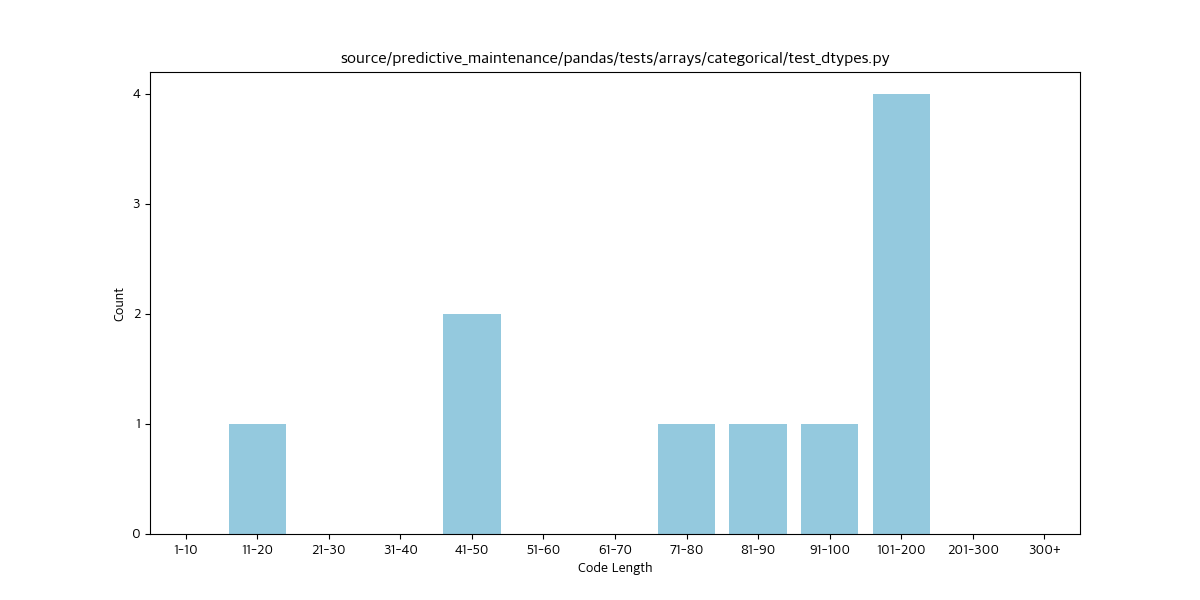 source/predictive_maintenance/pandas/tests/arrays/categorical/test_dtypes.py
4
3
2
1
0
Count
1-10 11-20 21-30 31-40 41-50 51-60 61-70 71-80 81-90 91-100 101-200 201-300 300+
Code Length